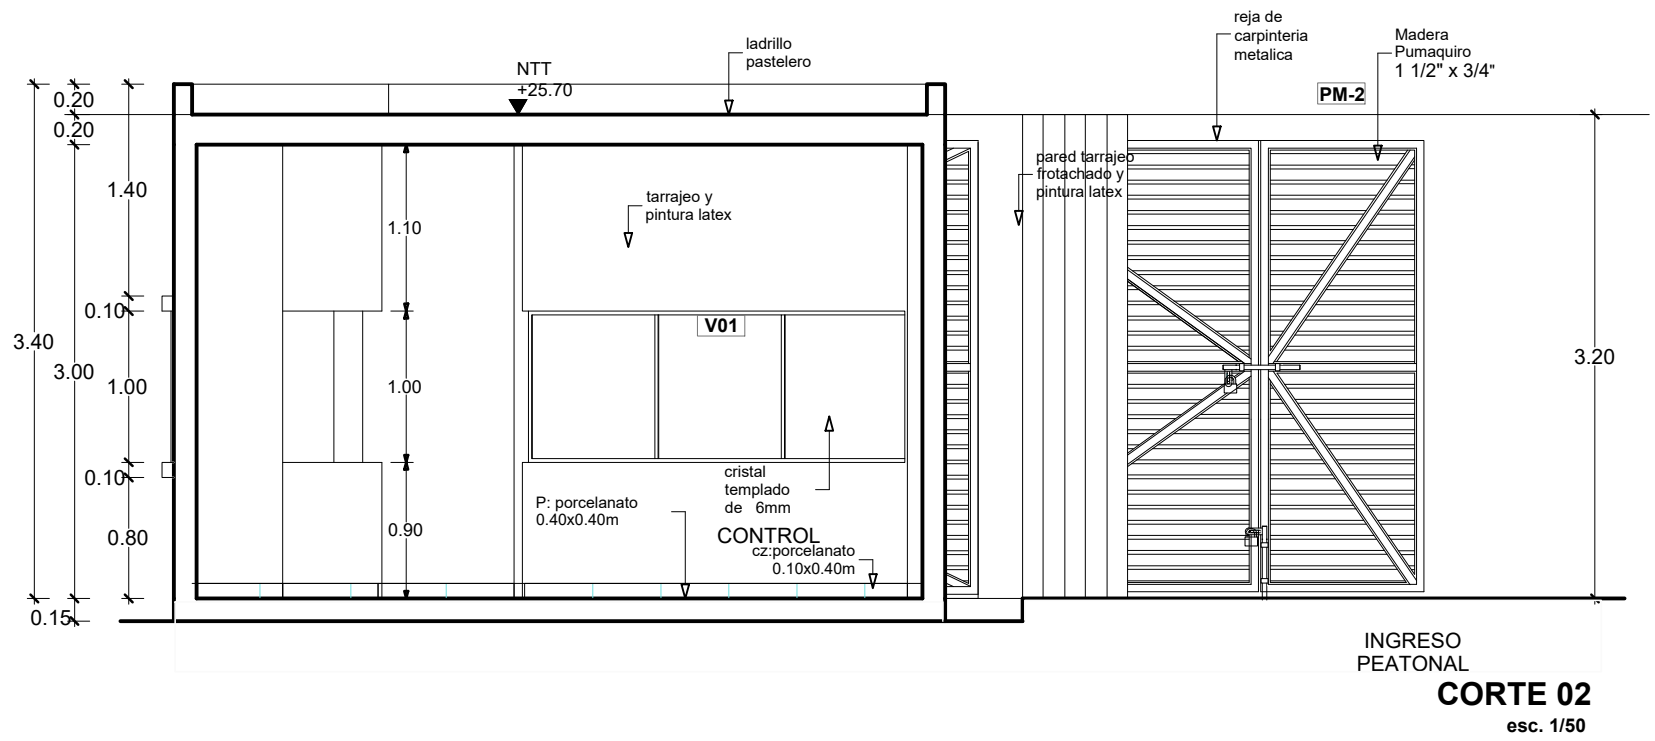 reja de
carpinteria
metalica
Madera
Pumaquiro
1 1/2" x 3/4"
ladrillo
pastelero
NTT
+25.70
PM-2
0.20
0.20
1.40
pared tarrajeo
frotachado y
pintura latex
tarrajeo y
pintura latex
1.10
0.10
V01
3.40
3.00
1.00
1.00
3.20
0.10
cristal
templado
de 6mm
P: porcelanato
0.40x0.40m
0.90
0.80
CONTROL
cz:porcelanato
0.10x0.40m
0.15
INGRESO
PEATONAL
CORTE 02
esc. 1/50